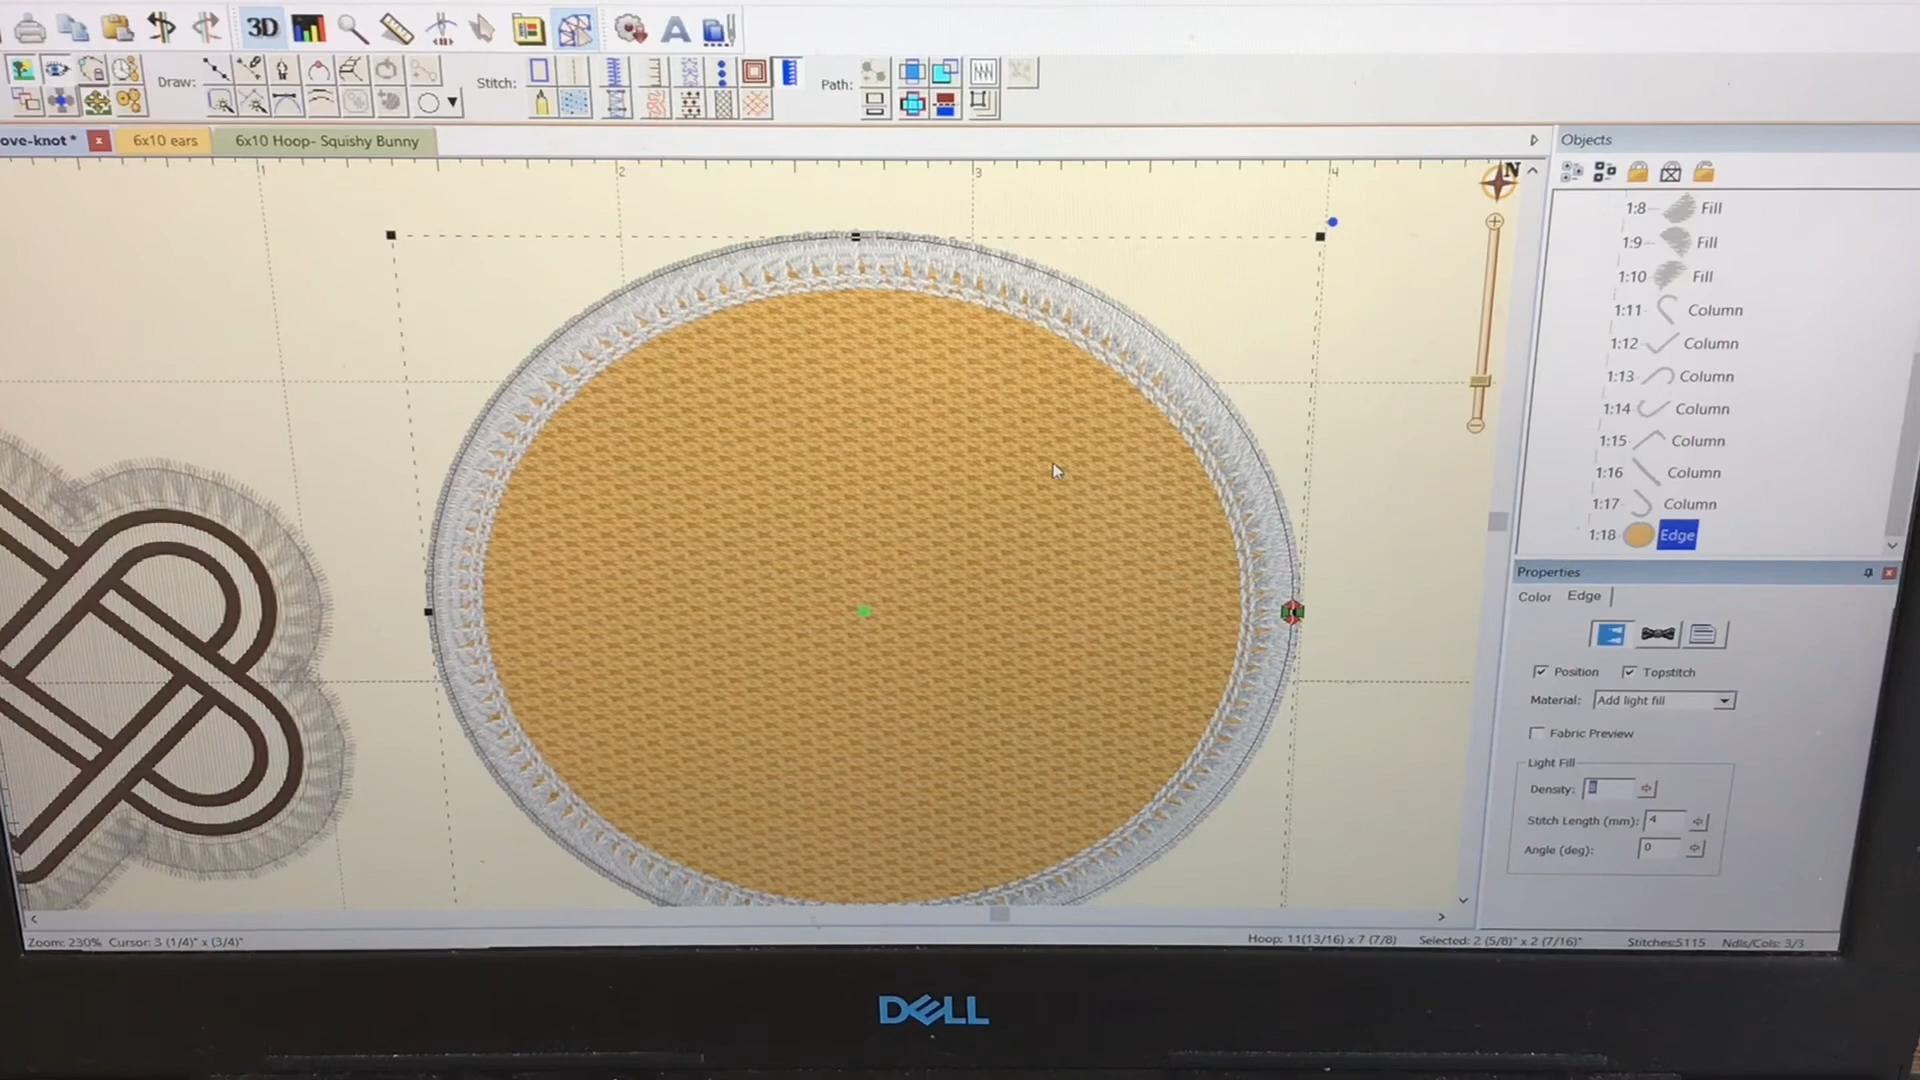 3D
A
Draw:
Stitch:
Path:
ove-knot *
x
6x10 ears
6x10 Hoop- Squishy Bunny
1
2
3
4
N
Objects
1:8 Fill
1:9 Fill
1:10 Fill
1:11 Column
1:12 Column
1:13 Column
1:14 Column
1:15 Column
1:16 Column
1:17 Column
1:18 Edge
Properties
Color Edge
Position Topstitch
Material: Add light fill
Fabric Preview
Light Fill
Density:
Stitch Length (mm): 4
Angle (deg): 0
Zoom: 230% Cursor: 3 (1/4)" x (3/4)"
Hoop: 11(13/16) x 7 (7/8) Selected: 2 (5/8)" x 2 (7/16)" Stitches:5115 Ndls/Cols: 3/3
DELL